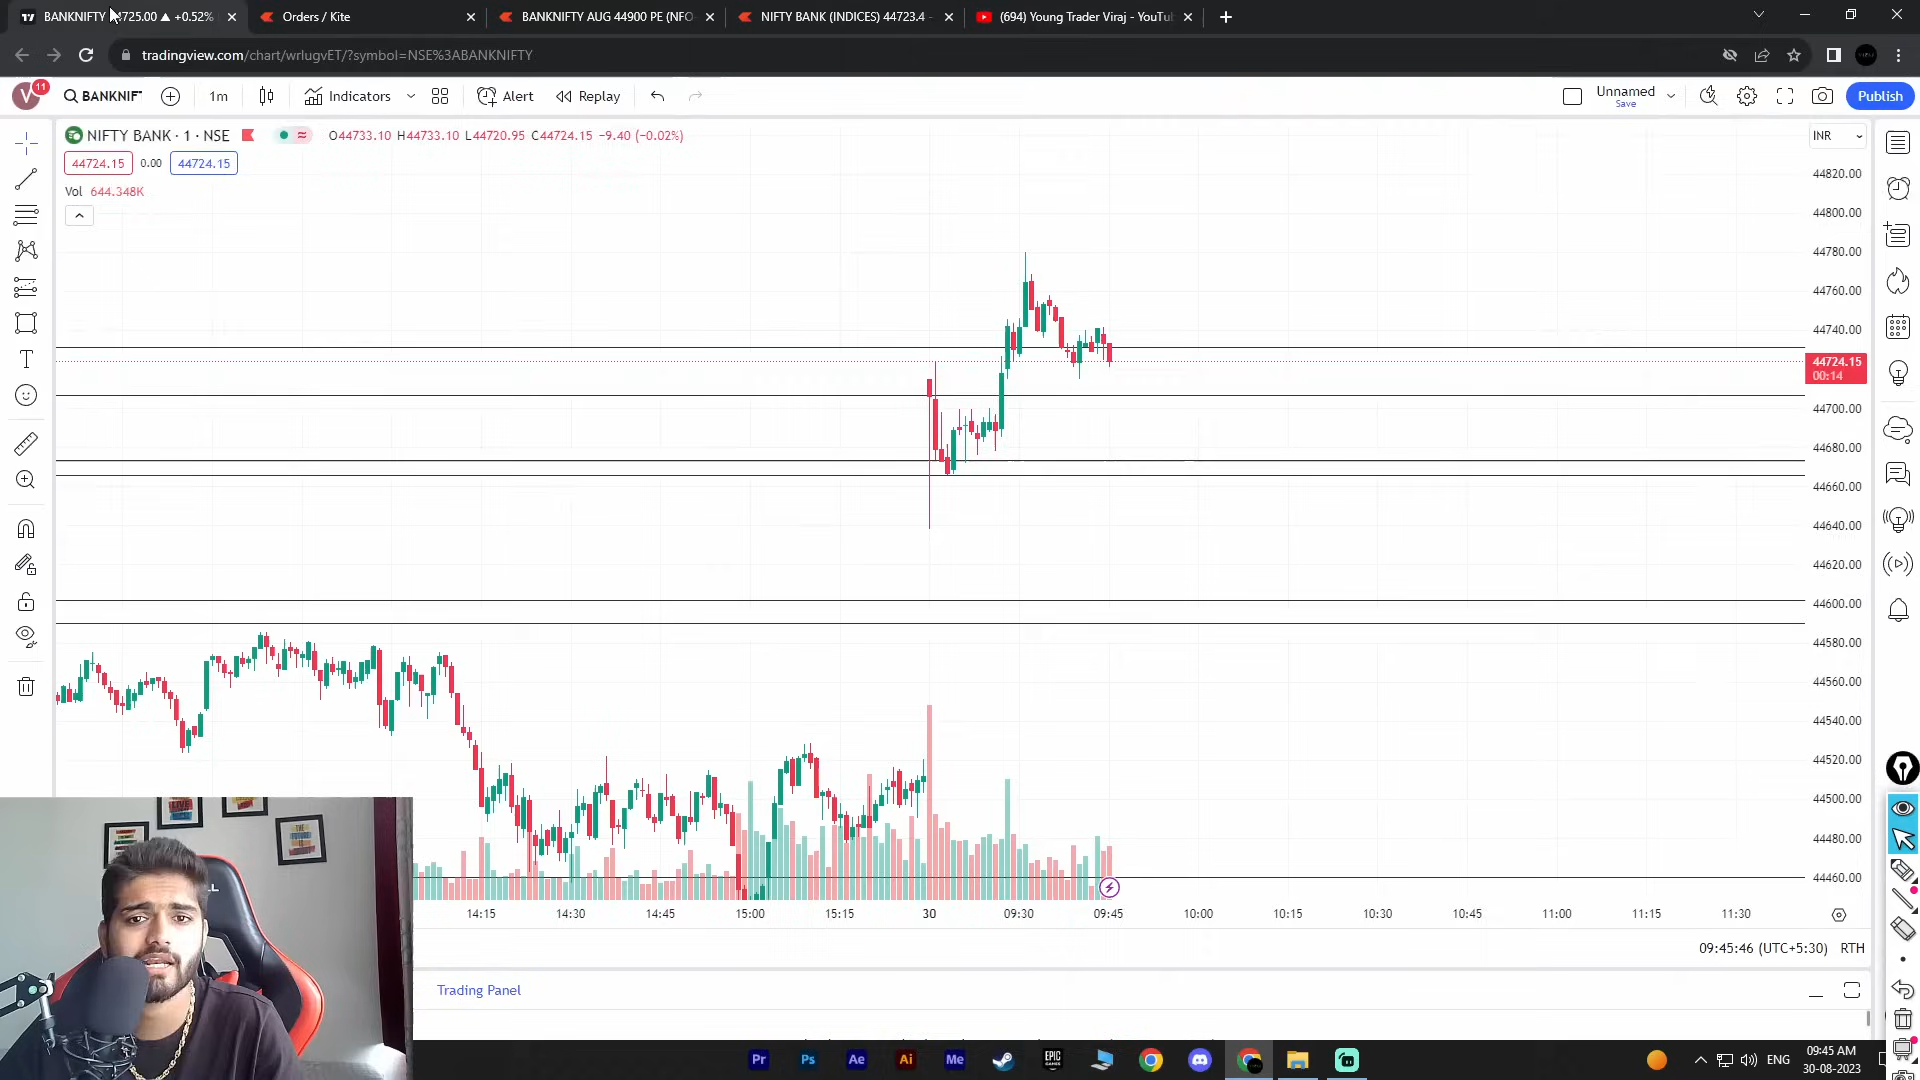 BANKNIFTY 44725.00 ▲ +0.52%
Orders / Kite
BANKNIFTY AUG 44900 PE (NFO
NIFTY BANK (INDICES) 44723.4 -
(694) Young Trader Viraj - YouTu
tradingview.com/chart/wrlugvET/?symbol=NSE%3ABANKNIFTY
V
11
BANKNIFT
1m
Indicators
Alert
Replay
Unnamed
Save
Publish
NIFTY BANK · 1 · NSE
O44733.10 H44733.10 L44720.95 C44724.15 −9.40 (−0.02%)
INR
44724.15
0.00
44724.15
Vol 644.348K
44820.00
44800.00
44780.00
44760.00
44740.00
44724.15
00:14
44700.00
44680.00
44660.00
44640.00
44620.00
44600.00
44580.00
44560.00
44540.00
44520.00
44500.00
44480.00
44460.00
14:15
14:30
14:45
15:00
15:15
30
09:30
09:45
10:00
10:15
10:30
10:45
11:00
11:15
11:30
09:45:46 (UTC+5:30)
RTH
Trading Panel
Pr
Ps
Ae
Ai
Me
EPIC
GAMES
ENG
09:45 AM
30-08-2023